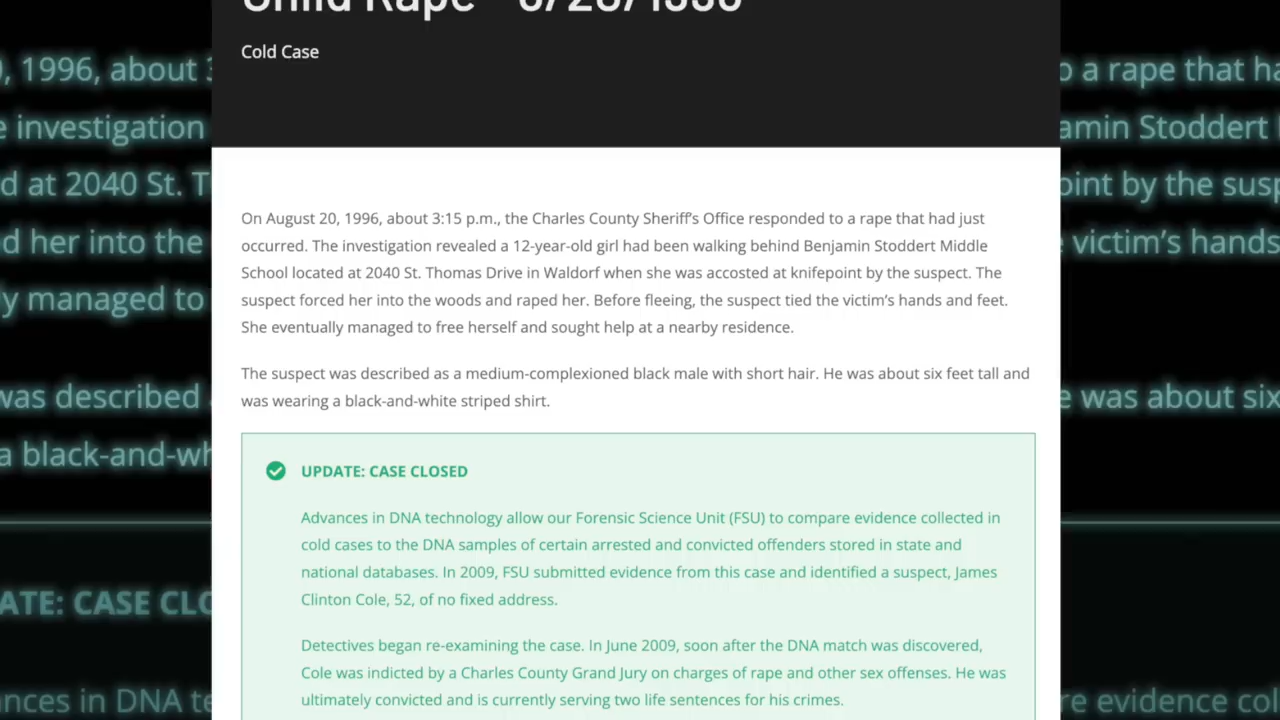 Child Rape - 8/20/1996
Cold Case
On August 20, 1996, about 3:15 p.m., the Charles County Sheriff’s Office responded to a rape that had just
occurred. The investigation revealed a 12-year-old girl had been walking behind Benjamin Stoddert Middle
School located at 2040 St. Thomas Drive in Waldorf when she was accosted at knifepoint by the suspect. The
suspect forced her into the woods and raped her. Before fleeing, the suspect tied the victim’s hands and feet.
She eventually managed to free herself and sought help at a nearby residence.
The suspect was described as a medium-complexioned black male with short hair. He was about six feet tall and
was wearing a black-and-white striped shirt.
UPDATE: CASE CLOSED
Advances in DNA technology allow our Forensic Science Unit (FSU) to compare evidence collected in
cold cases to the DNA samples of certain arrested and convicted offenders stored in state and
national databases. In 2009, FSU submitted evidence from this case and identified a suspect, James
Clinton Cole, 52, of no fixed address.
Detectives began re-examining the case. In June 2009, soon after the DNA match was discovered,
Cole was indicted by a Charles County Grand Jury on charges of rape and other sex offenses. He was
ultimately convicted and is currently serving two life sentences for his crimes.